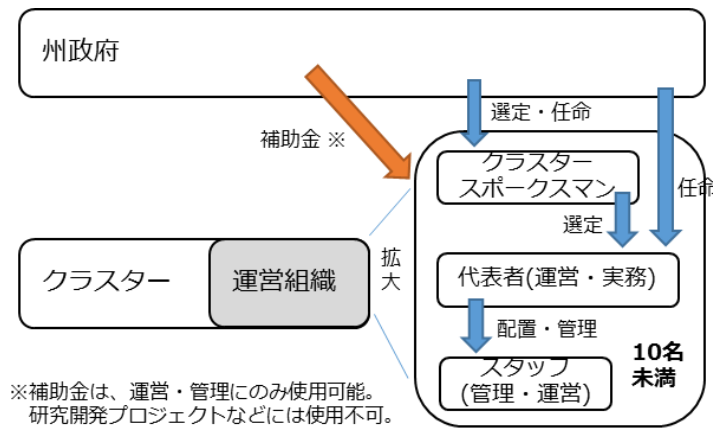 州政府
補助金 ※
選定・任命
クラスター
スポークスマン
任命
選定
クラスター
運営組織
拡
大
代表者(運営・実務)
配置・管理
スタッフ
(管理・運営)
10名
未満
※補助金は、運営・管理にのみ使用可能。
研究開発プロジェクトなどには使用不可。